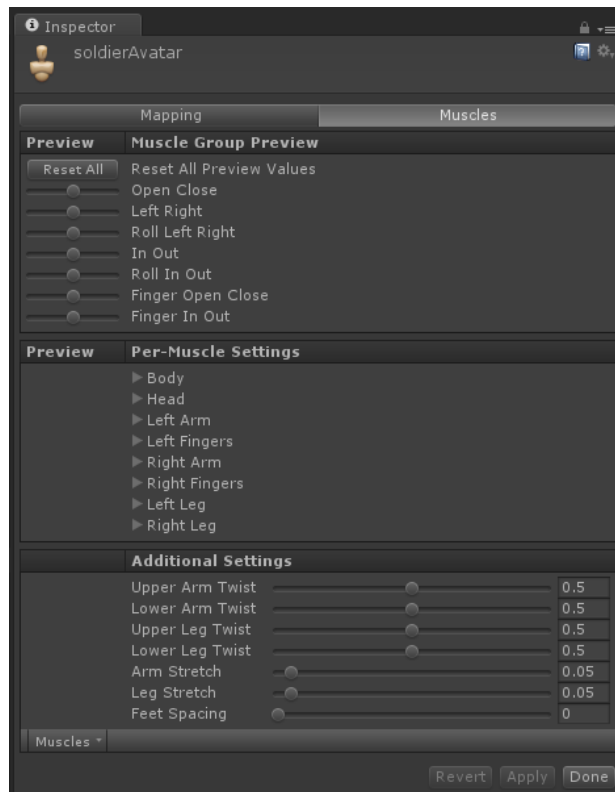 Inspector
soldierAvatar
Mapping Muscles
Preview Muscle Group Preview
Reset All Reset All Preview Values
Open Close
Left Right
Roll Left Right
In Out
Roll In Out
Finger Open Close
Finger In Out
Preview Per-Muscle Settings
Body
Head
Left Arm
Left Fingers
Right Arm
Right Fingers
Left Leg
Right Leg
Additional Settings
Upper Arm Twist 0.5
Lower Arm Twist 0.5
Upper Leg Twist 0.5
Lower Leg Twist 0.5
Arm Stretch 0.05
Leg Stretch 0.05
Feet Spacing 0
Muscles
Revert Apply Done